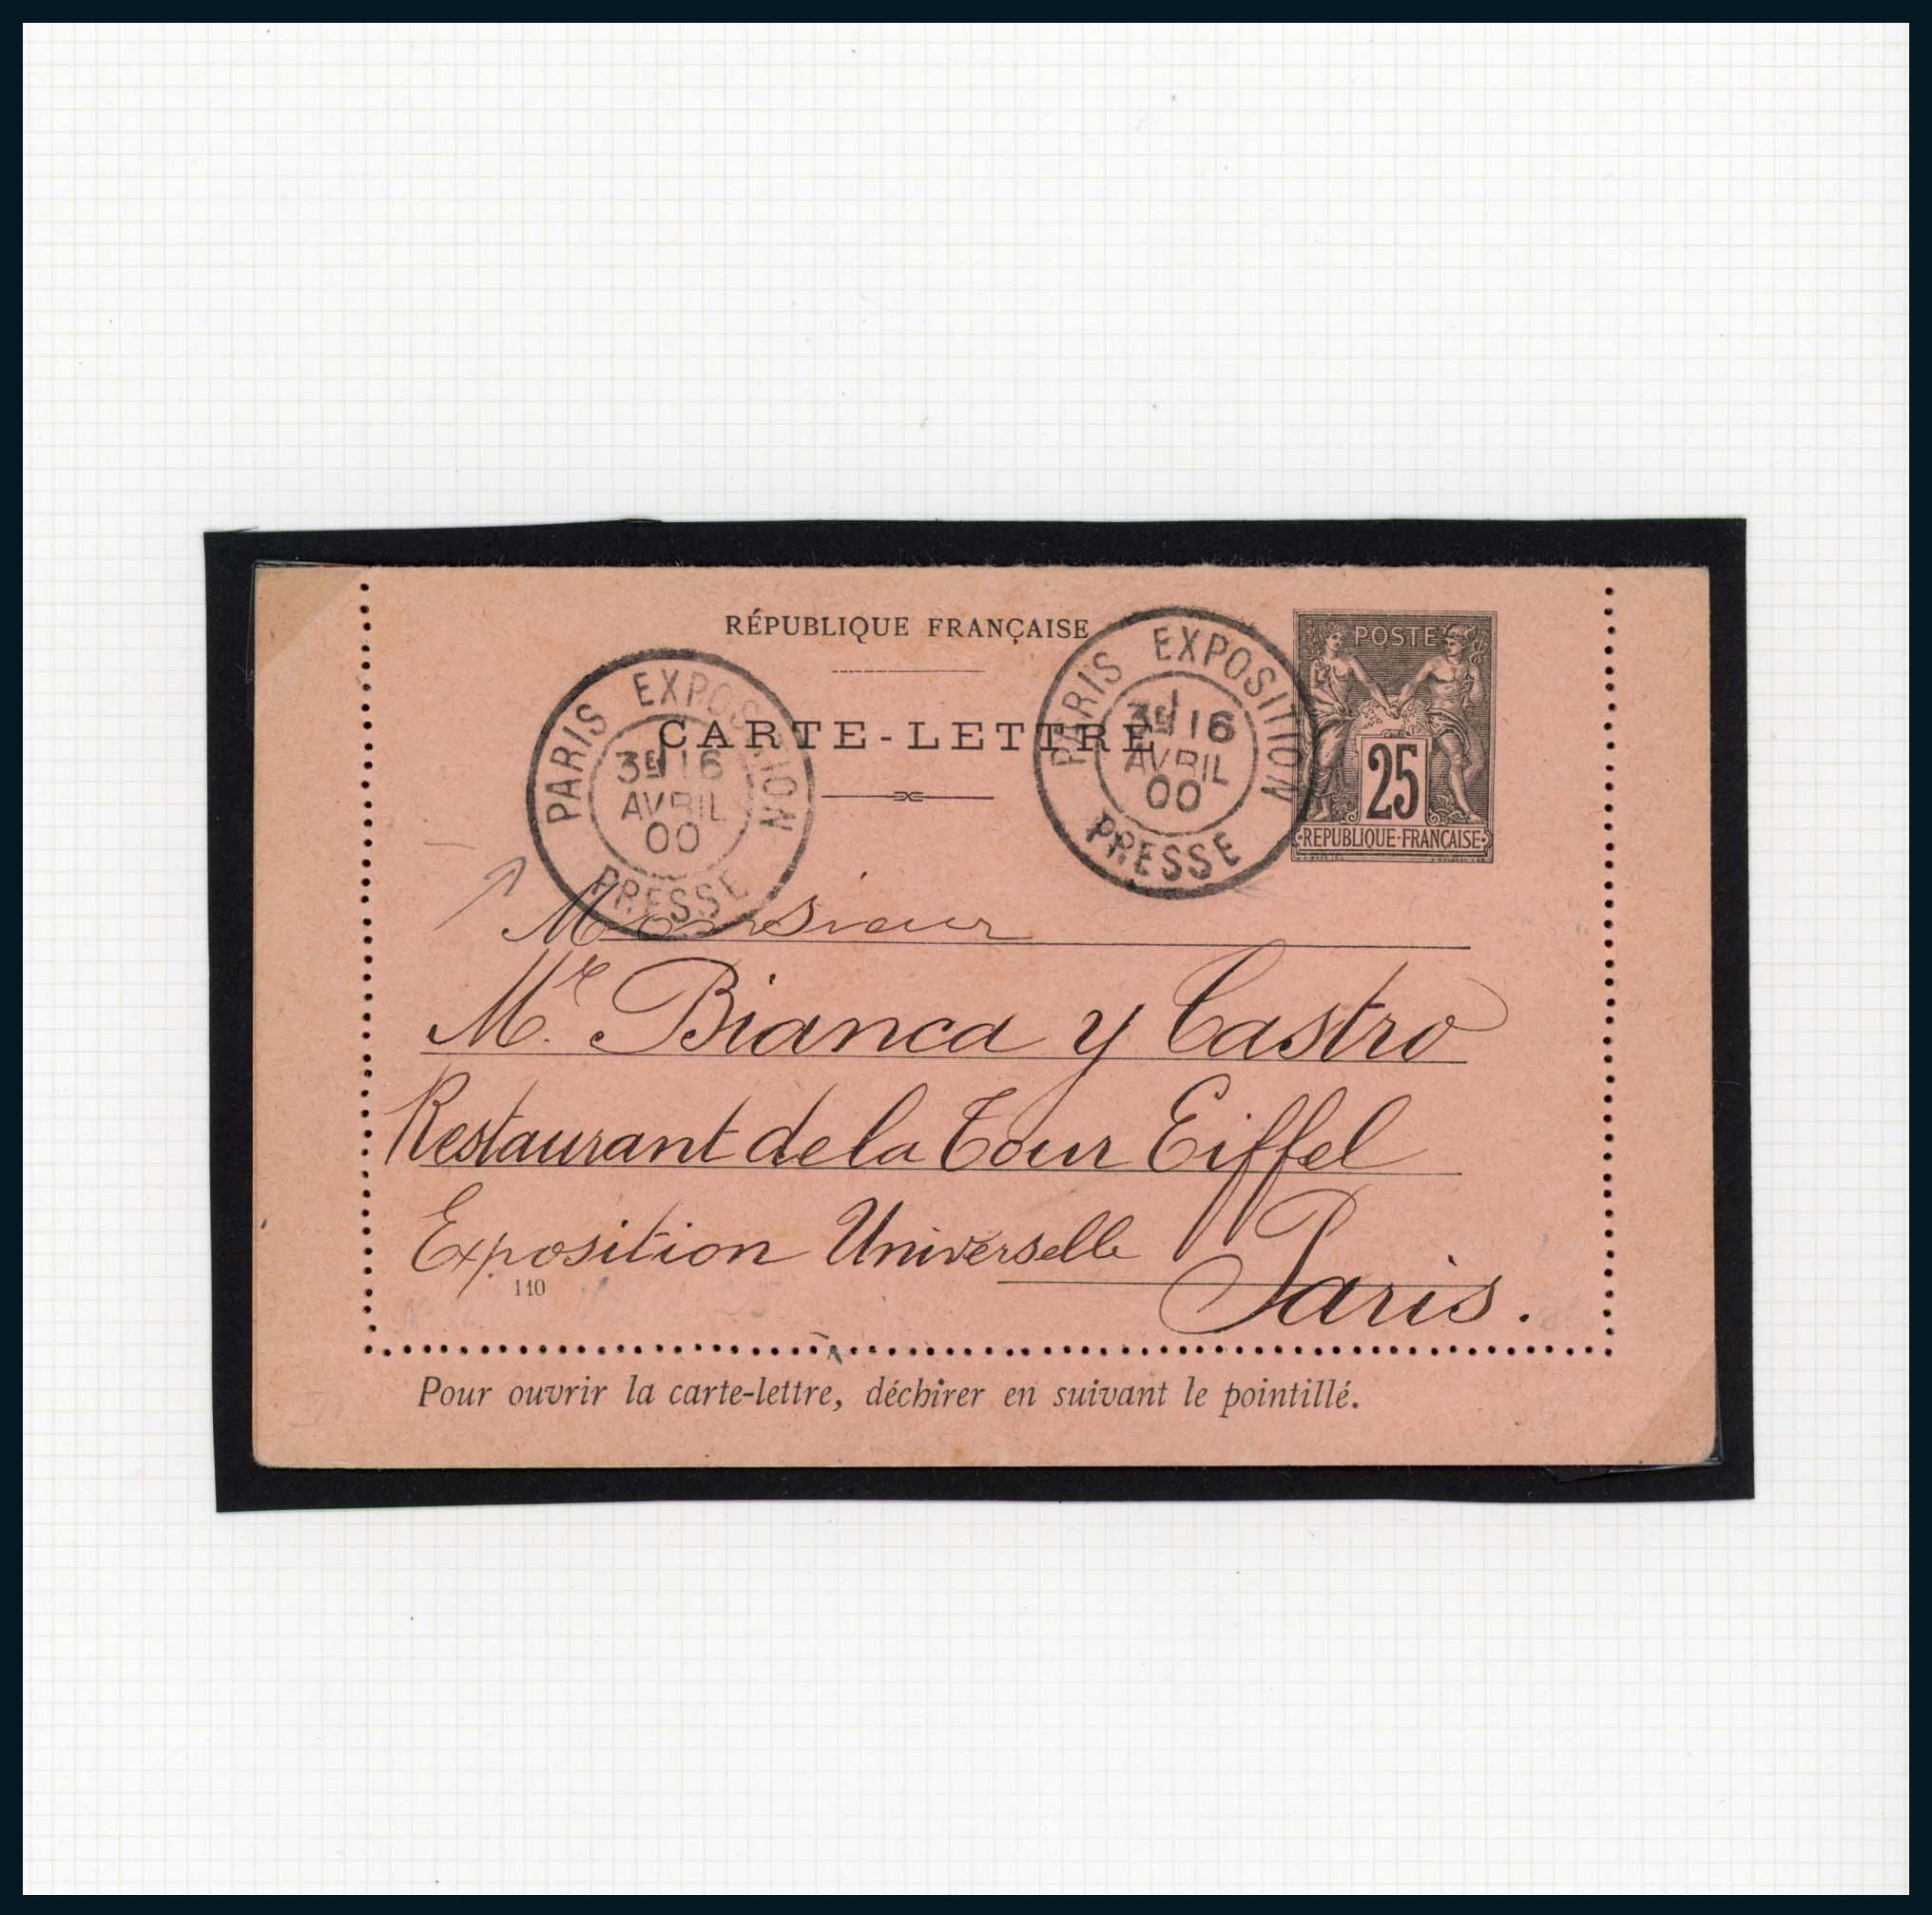 RÉPUBLIQUE FRANÇAISE
CARTE-LETTRE
PARIS EXPOSITION
3E 16
AVRIL
00
PRESSE
PARIS EXPOSITION
3E 16
AVRIL
00
PRESSE
POSTE
25
REPUBLIQUE-FRANÇAISE
Monsieur
Mr. Bianca y Castro
Restaurant de la Tour Eiffel
Exposition Universelle
Paris.
110
Pour ouvrir la carte-lettre, déchirer en suivant le pointillé.